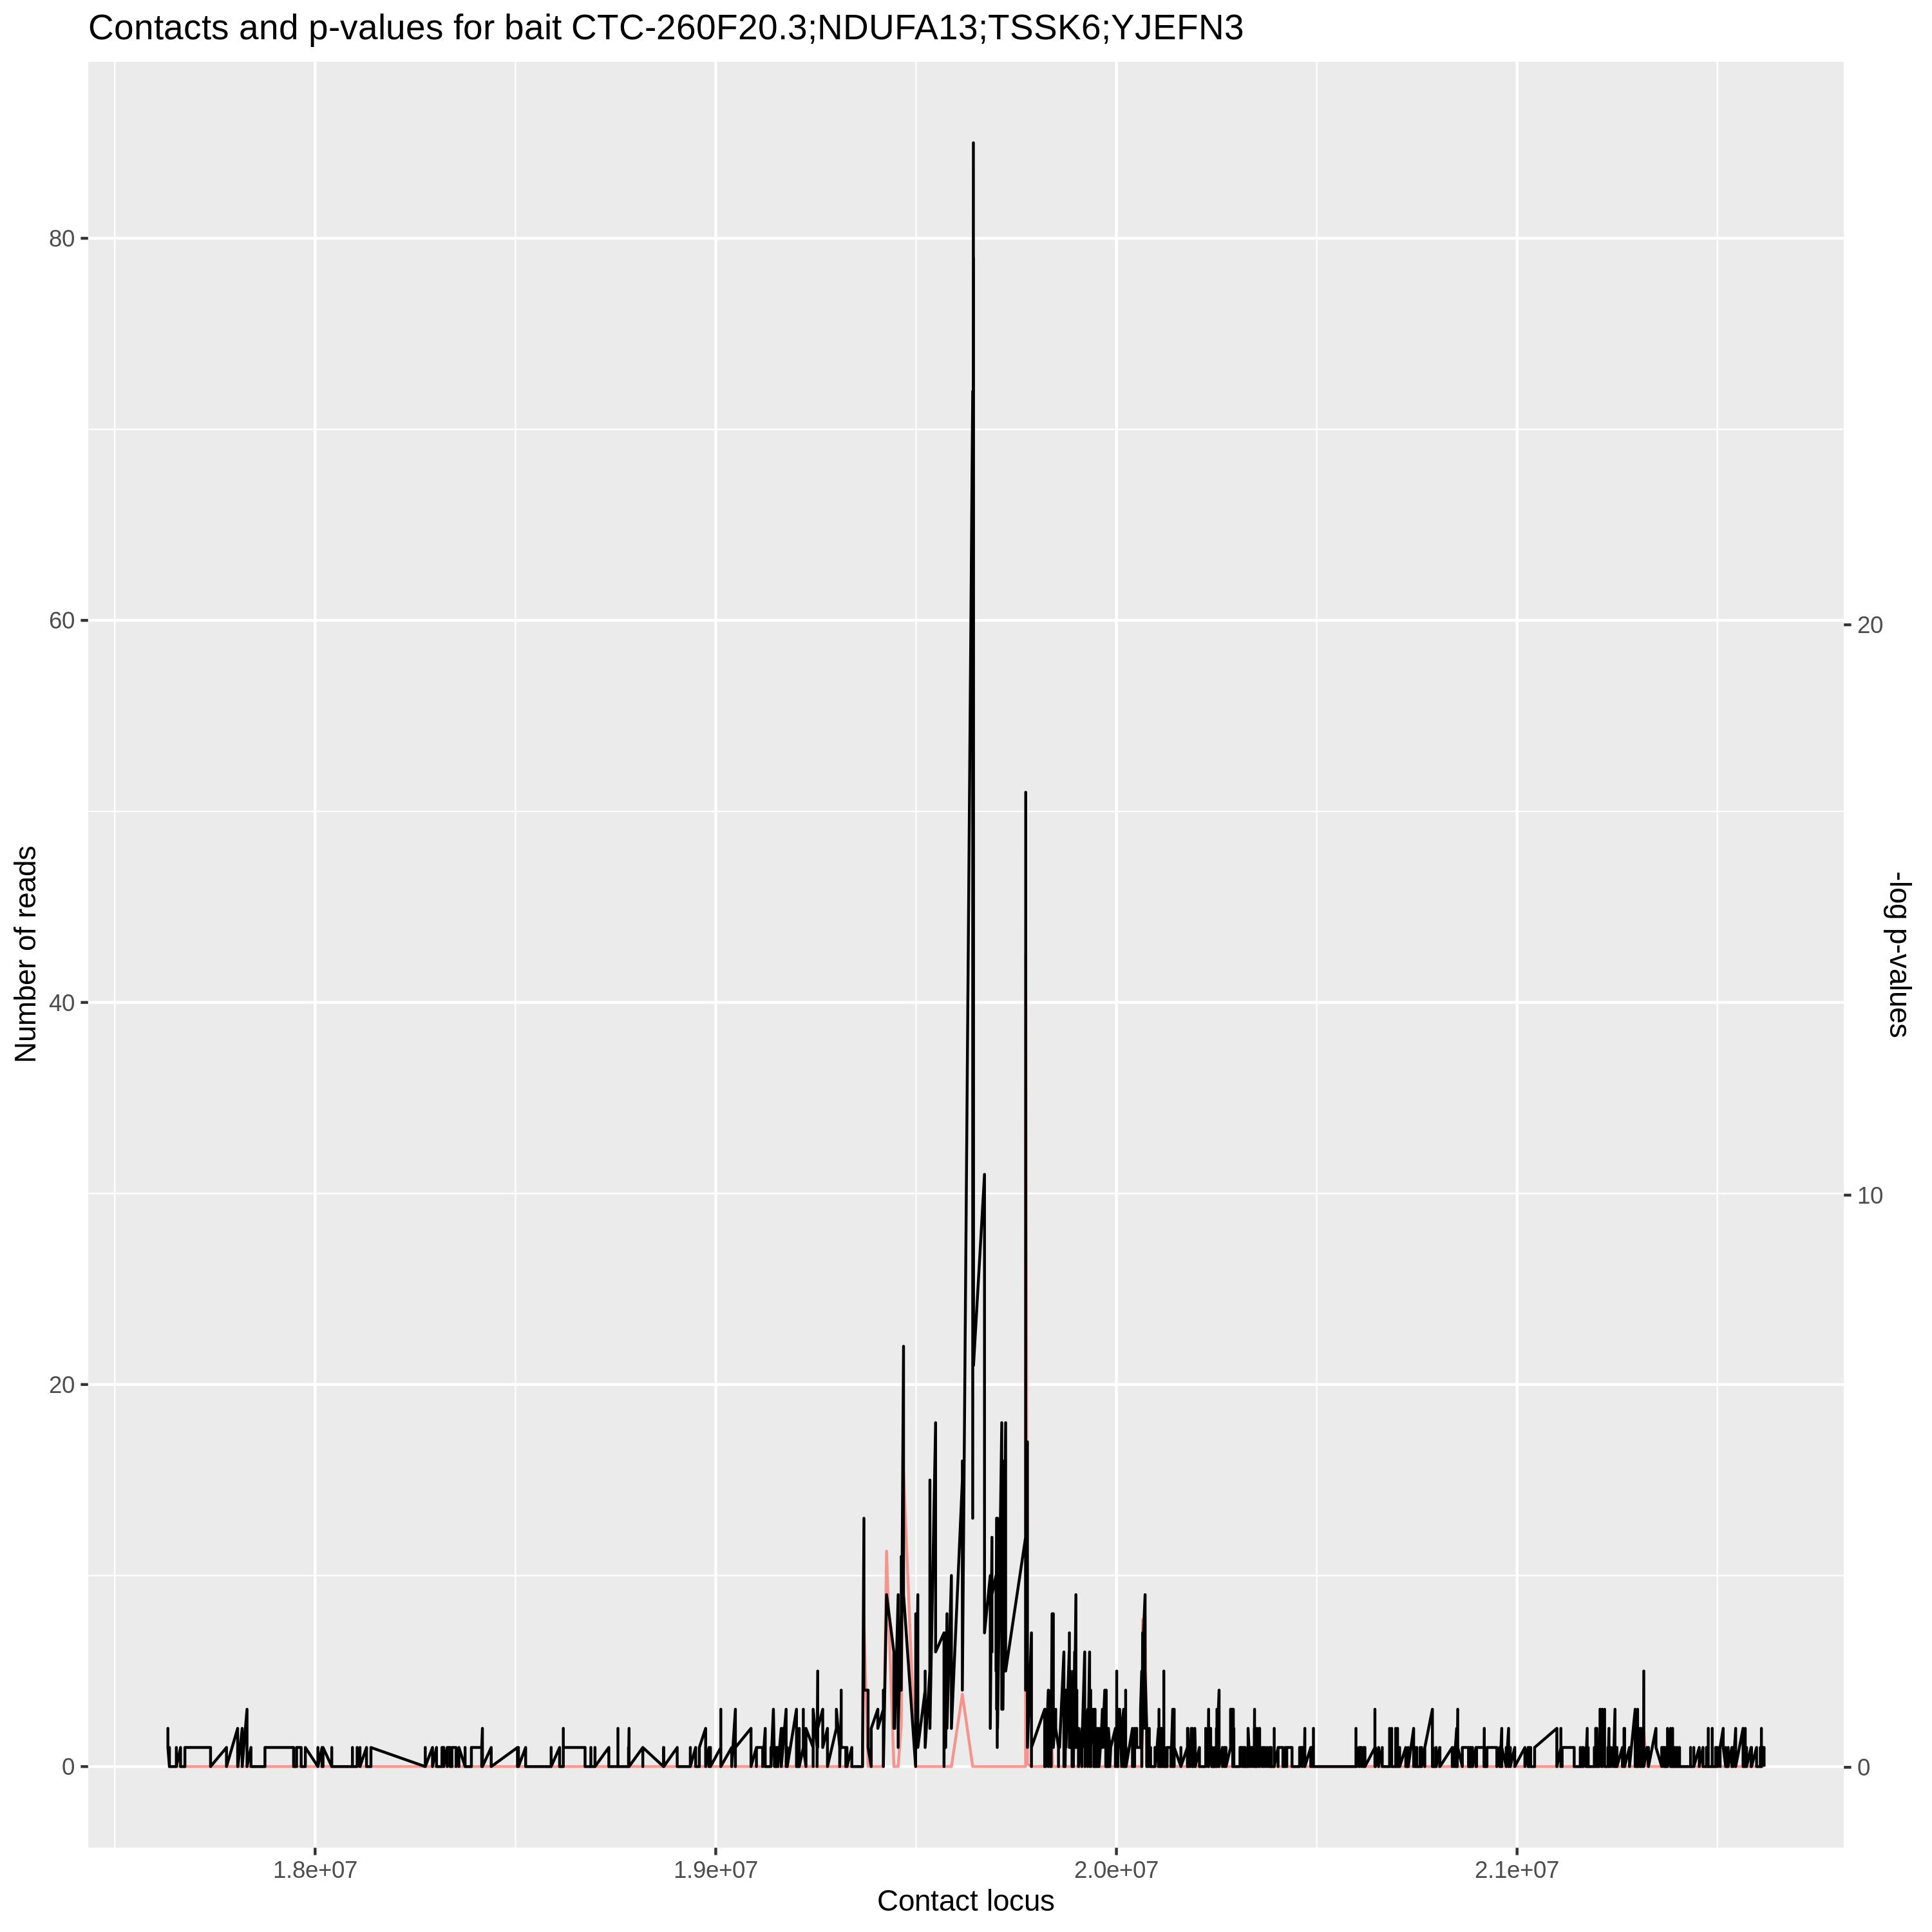 Contacts and p-values for bait CTC-260F20.3;NDUFA13;TSSK6;YJEFN3
80
60
40
20
0
Number of reads
20
10
0
-log p-values
1.8e+07 1.9e+07 2.0e+07 2.1e+07
Contact locus